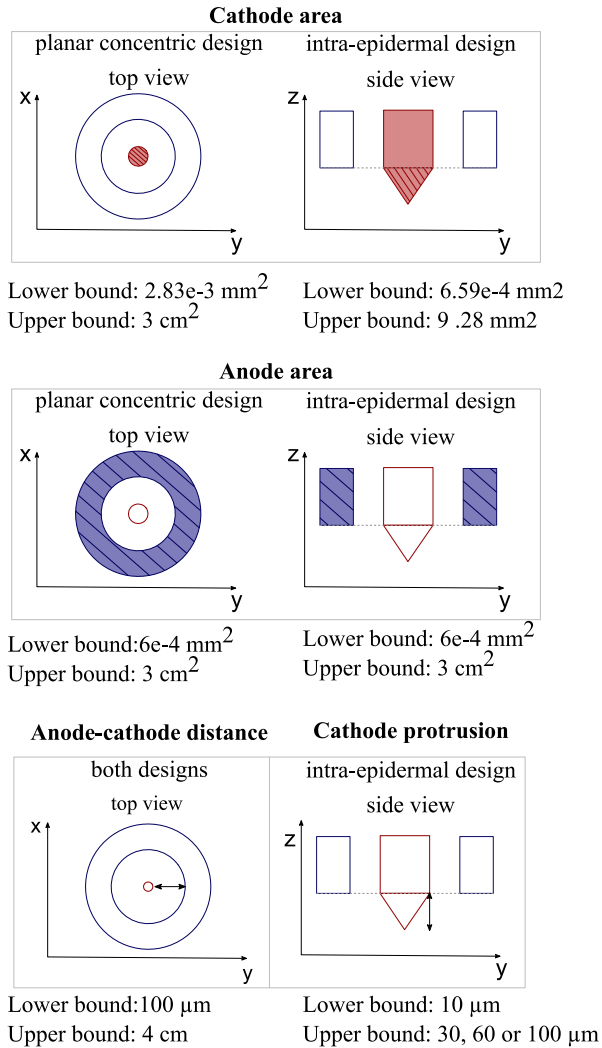 Cathode area
planar concentric design
intra-epidermal design
top view
side view
x
y
z
y
Lower bound: 2.83e-3 mm2
Upper bound: 3 cm2
Lower bound: 6.59e-4 mm2
Upper bound: 9 .28 mm2
Anode area
planar concentric design
intra-epidermal design
top view
side view
x
y
z
y
Lower bound:6e-4 mm2
Upper bound: 3 cm2
Lower bound: 6e-4 mm2
Upper bound: 3 cm2
Anode-cathode distance
both designs
top view
x
y
Lower bound:100 µm
Upper bound: 4 cm
Cathode protrusion
intra-epidermal design
side view
z
y
Lower bound: 10 µm
Upper bound: 30, 60 or 100 µm